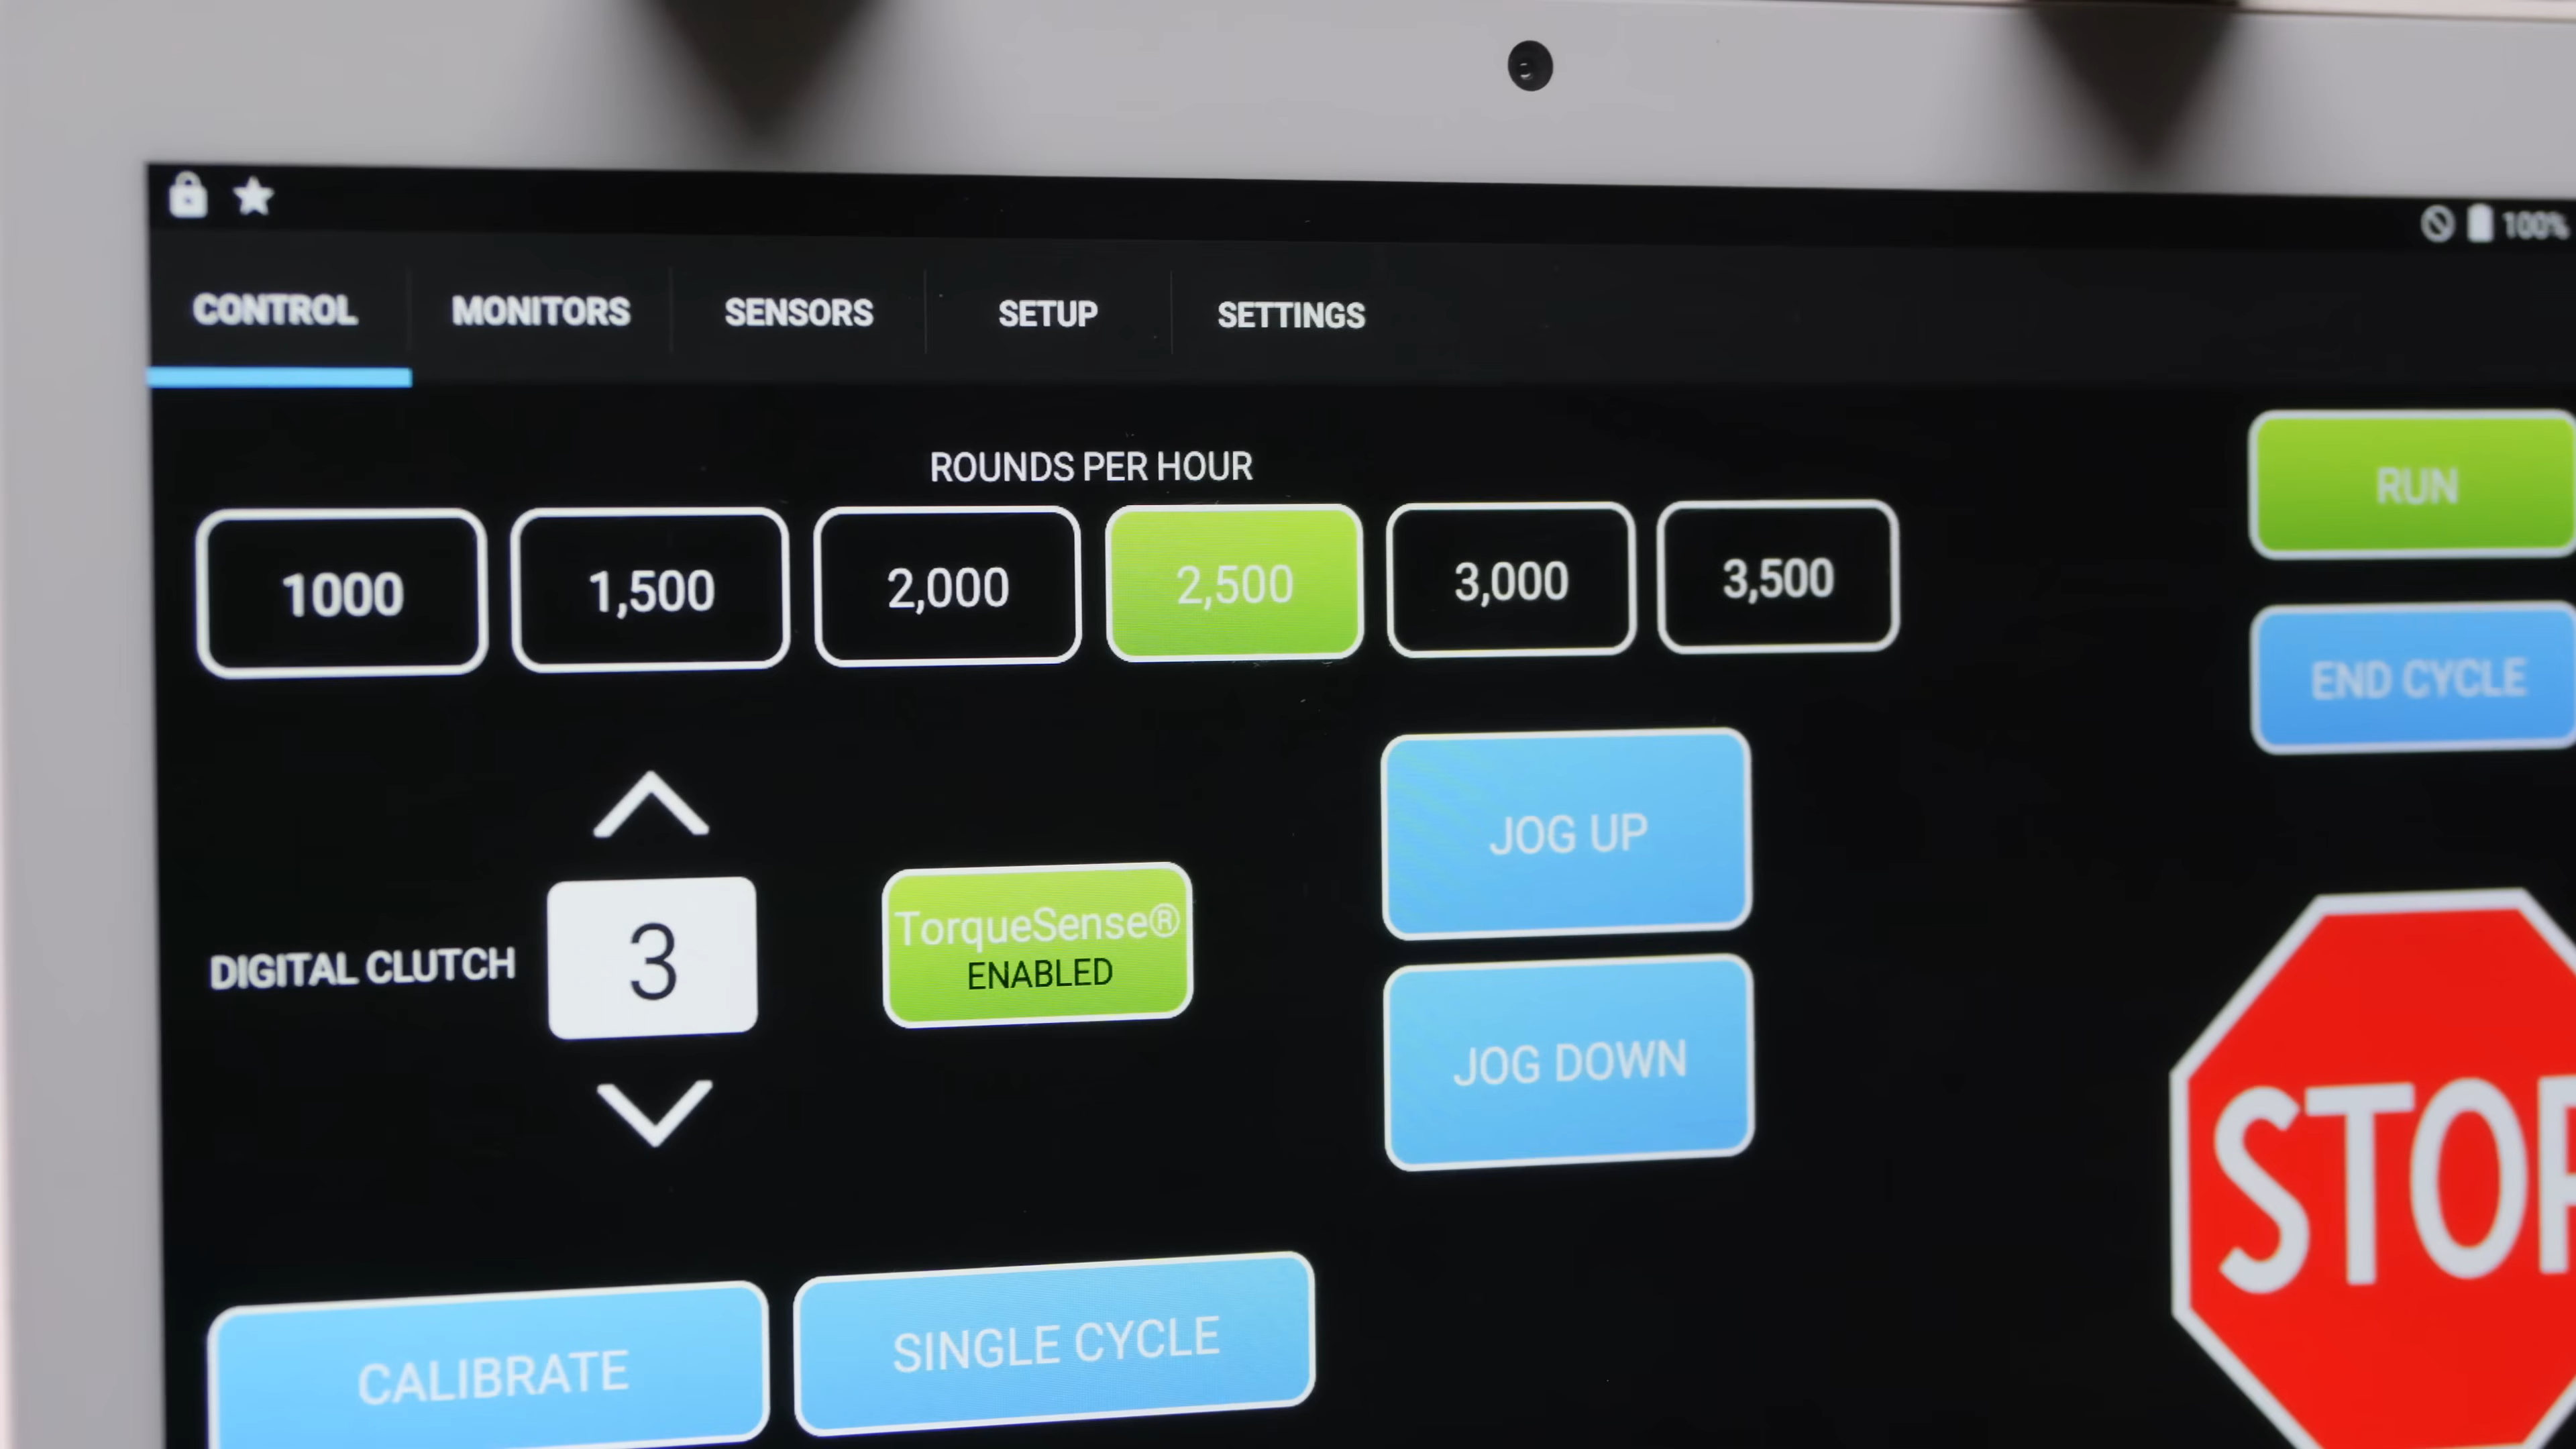 100%
CONTROL MONITORS SENSORS SETUP SETTINGS
ROUNDS PER HOUR
1000 1,500 2,000 2,500 3,000 3,500
RUN
END CYCLE
JOG UP
DIGITAL CLUTCH 3
TorqueSense®
ENABLED
JOG DOWN
STOP
CALIBRATE SINGLE CYCLE